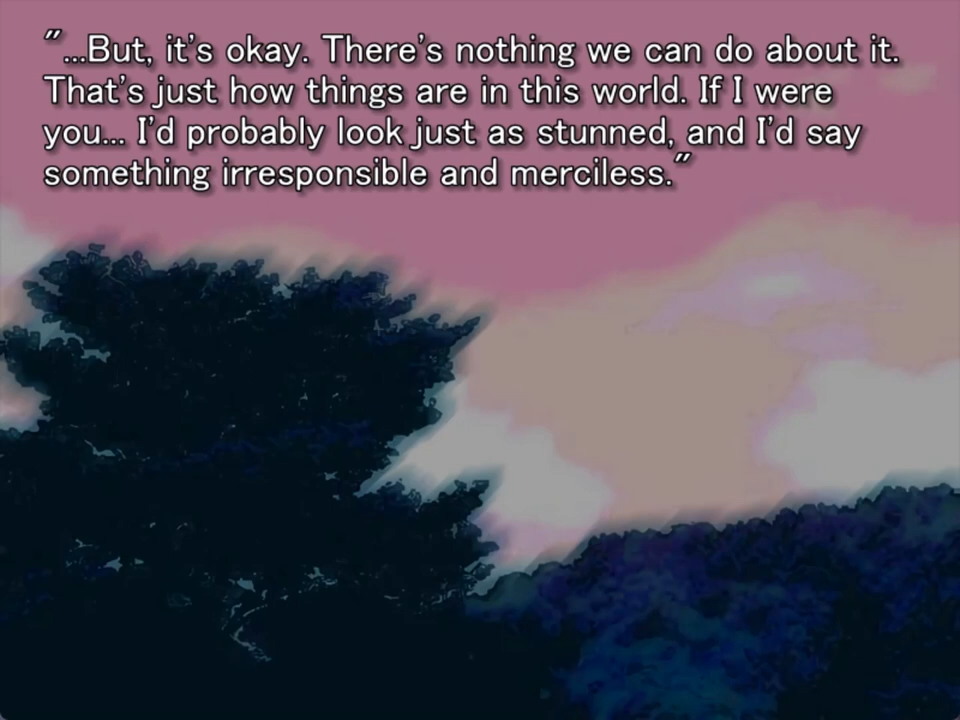 "...But, it's okay. There's nothing we can do about it.
That's just how things are in this world. If I were
you... I'd probably look just as stunned, and I'd say
something irresponsible and merciless."